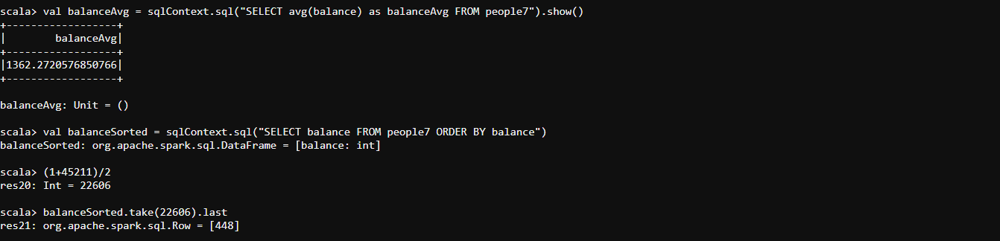 scala> val balanceAvg = sqlContext.sql("SELECT avg(balance) as balanceAvg FROM people7").show()
+------------------+
|        balanceAvg|
+------------------+
|1362.2720576850766|
+------------------+
balanceAvg: Unit = ()
scala> val balanceSorted = sqlContext.sql("SELECT balance FROM people7 ORDER BY balance")
balanceSorted: org.apache.spark.sql.DataFrame = [balance: int]
scala> (1+45211)/2
res20: Int = 22606
scala> balanceSorted.take(22606).last
res21: org.apache.spark.sql.Row = [448]